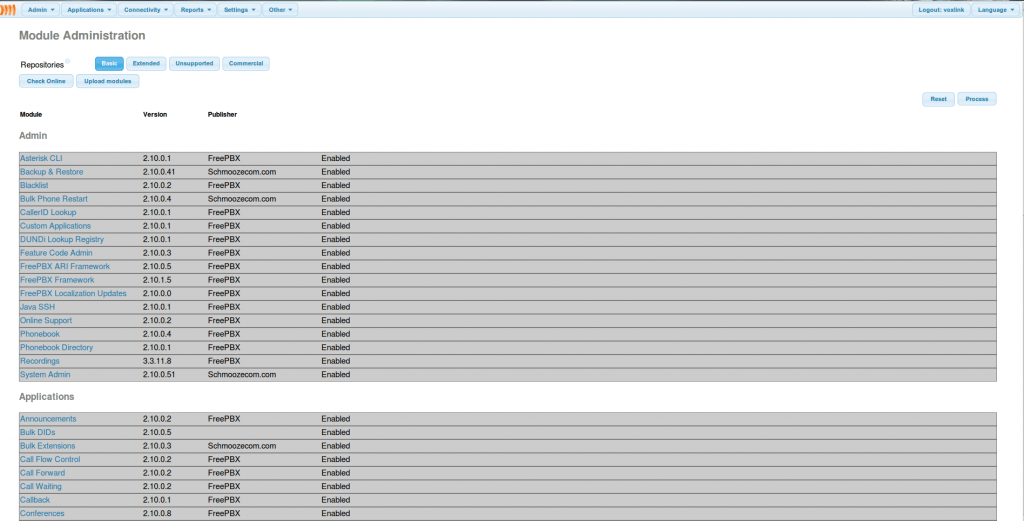 om Admin Applications Connectivity Reports Settings Other Logout: voxlink Language
Module Administration
Repositories Basic Extended Unsupported Commercial
Check Online Upload modules
Reset Process
Module Version Publisher
Admin
Asterisk CLI 2.10.0.1 FreePBX Enabled
Backup & Restore 2.10.0.41 Schmoozecom.com Enabled
Blacklist 2.10.0.2 FreePBX Enabled
Bulk Phone Restart 2.10.0.4 Schmoozecom.com Enabled
CallerID Lookup 2.10.0.1 FreePBX Enabled
Custom Applications 2.10.0.1 FreePBX Enabled
DUNDi Lookup Registry 2.10.0.1 FreePBX Enabled
Feature Code Admin 2.10.0.3 FreePBX Enabled
FreePBX ARI Framework 2.10.0.5 FreePBX Enabled
FreePBX Framework 2.10.1.5 FreePBX Enabled
FreePBX Localization Updates 2.10.0.0 FreePBX Enabled
Java SSH 2.10.0.1 FreePBX Enabled
Online Support 2.10.0.2 FreePBX Enabled
Phonebook 2.10.0.4 FreePBX Enabled
Phonebook Directory 2.10.0.1 FreePBX Enabled
Recordings 3.3.11.8 FreePBX Enabled
System Admin 2.10.0.51 Schmoozecom.com Enabled
Applications
Announcements 2.10.0.2 FreePBX Enabled
Bulk DIDs 2.10.0.5 Enabled
Bulk Extensions 2.10.0.3 Schmoozecom.com Enabled
Call Flow Control 2.10.0.2 FreePBX Enabled
Call Forward 2.10.0.2 FreePBX Enabled
Call Waiting 2.10.0.2 FreePBX Enabled
Callback 2.10.0.1 FreePBX Enabled
Conferences 2.10.0.8 FreePBX Enabled